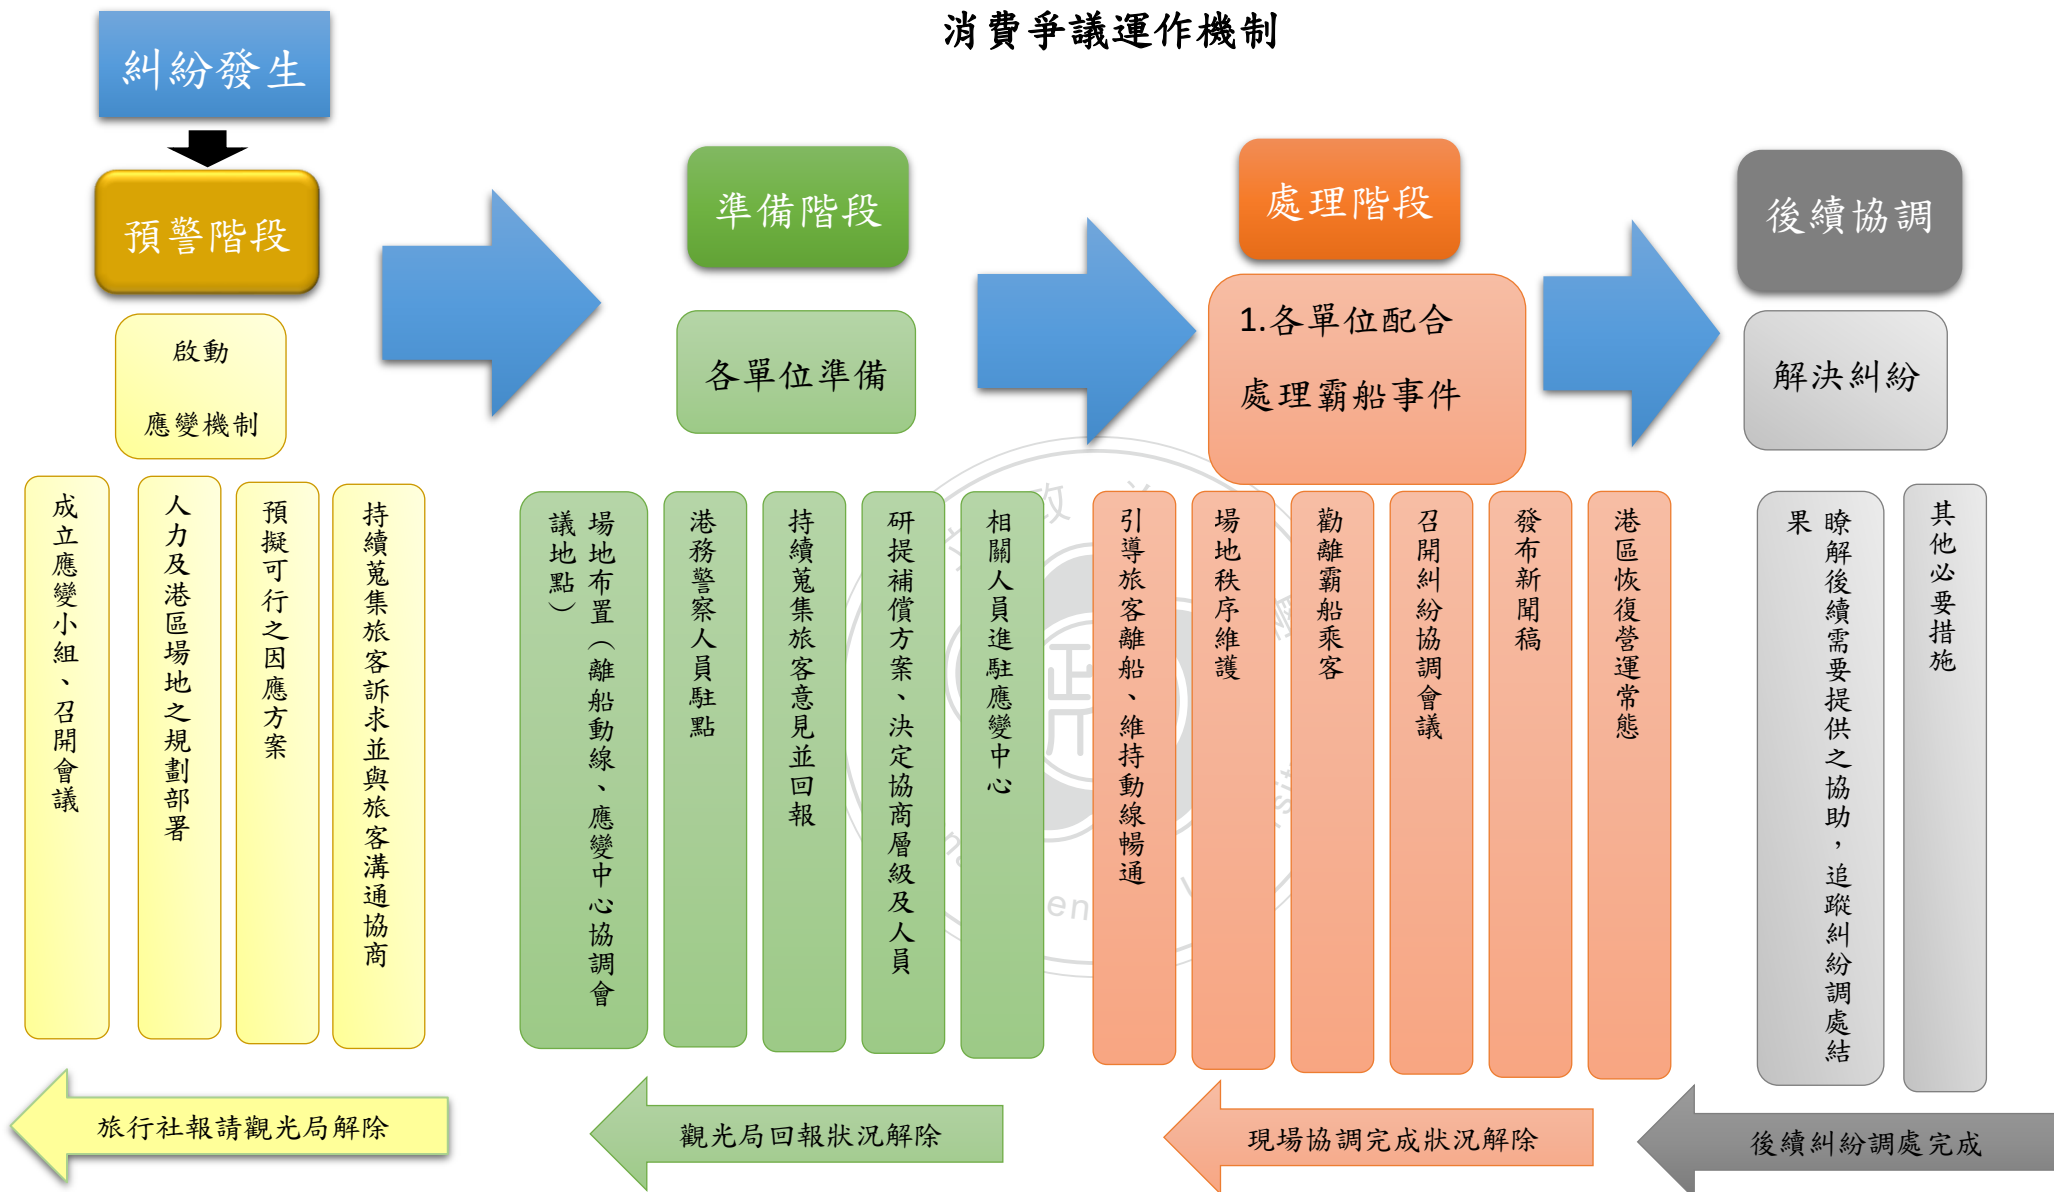 消費爭議運作機制
糾紛發生
預警階段
啟動
應變機制
成立應變小組、召開會議
人力及港區場地之規劃部署
預擬可行之因應方案
持續蒐集旅客訴求並與旅客溝通協商
旅行社報請觀光局解除
準備階段
各單位準備
場地布置（離船動線、應變中心協調會
議地點）
港務警察人員駐點
持續蒐集旅客意見並回報
研提補償方案、決定協商層級及人員
相關人員進駐應變中心
觀光局回報狀況解除
處理階段
1.各單位配合
處理霸船事件
引導旅客離船、維持動線暢通
場地秩序維護
勸離霸船乘客
召開糾紛協調會議
發布新聞稿
港區恢復營運常態
現場協調完成狀況解除
後續協調
解決糾紛
瞭解後續需要提供之協助，追蹤糾紛調處結
果
其他必要措施
後續糾紛調處完成